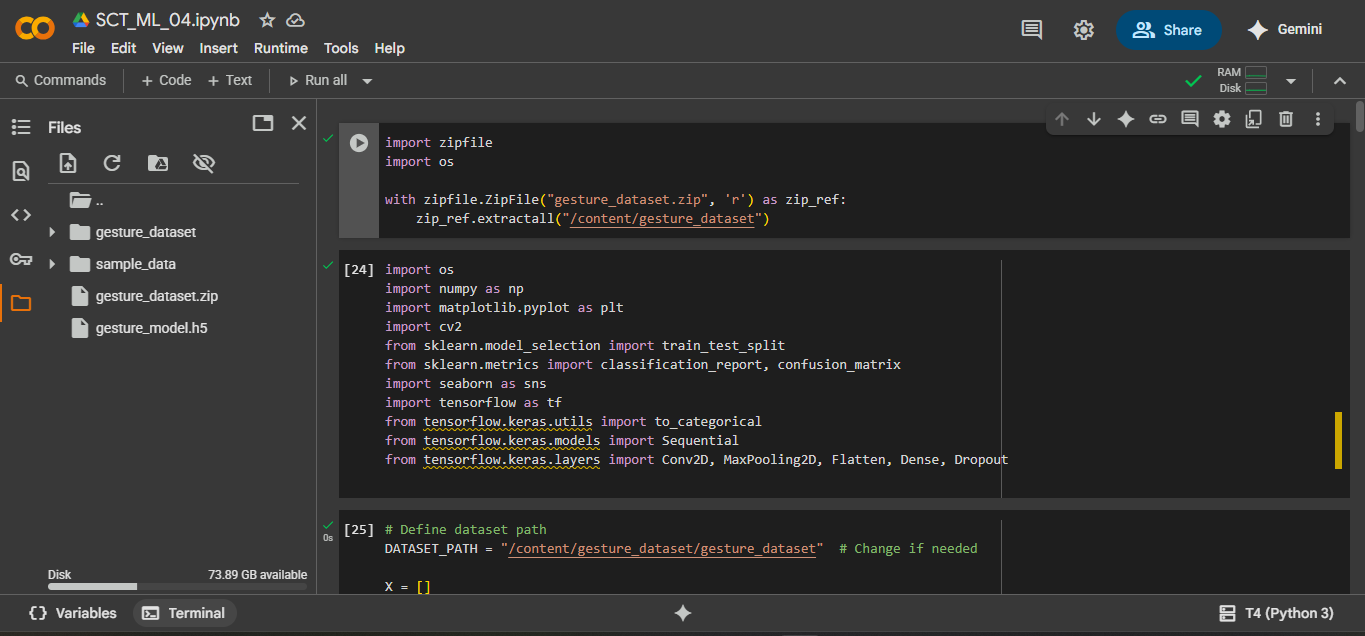 SCT_ML_04.ipynb
File Edit View Insert Runtime Tools Help
Share
Gemini
Commands + Code + Text Run all
RAM
Disk
Files
..
gesture_dataset
sample_data
gesture_dataset.zip
gesture_model.h5
Disk 73.89 GB available
import zipfile
import os
with zipfile.ZipFile("gesture_dataset.zip", 'r') as zip_ref:
    zip_ref.extractall("/content/gesture_dataset")
[24] import os
import numpy as np
import matplotlib.pyplot as plt
import cv2
from sklearn.model_selection import train_test_split
from sklearn.metrics import classification_report, confusion_matrix
import seaborn as sns
import tensorflow as tf
from tensorflow.keras.utils import to_categorical
from tensorflow.keras.models import Sequential
from tensorflow.keras.layers import Conv2D, MaxPooling2D, Flatten, Dense, Dropout
[25] # Define dataset path
0s
DATASET_PATH = "/content/gesture_dataset/gesture_dataset"  # Change if needed
X = []
{} Variables Terminal
T4 (Python 3)